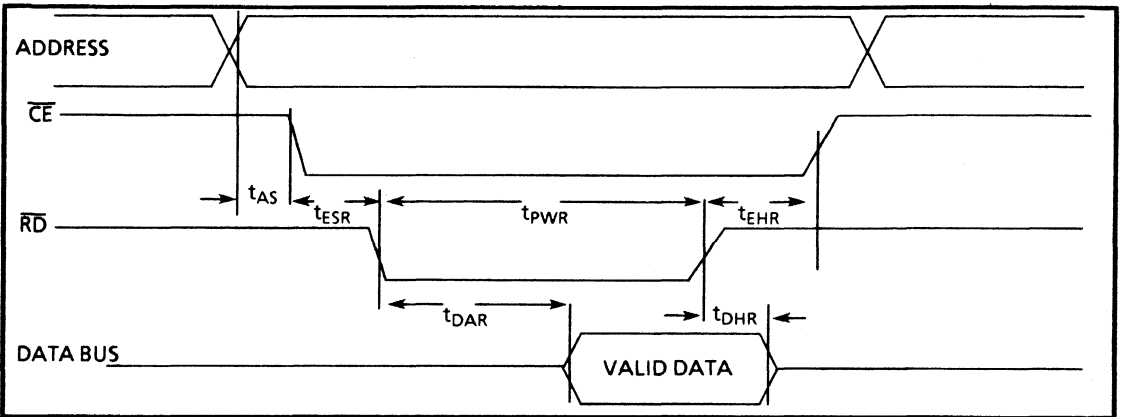 ADDRESS
CE
tAS
tESR
tPWR
tEHR
RD
tDAR
tDHR
DATA BUS
VALID DATA